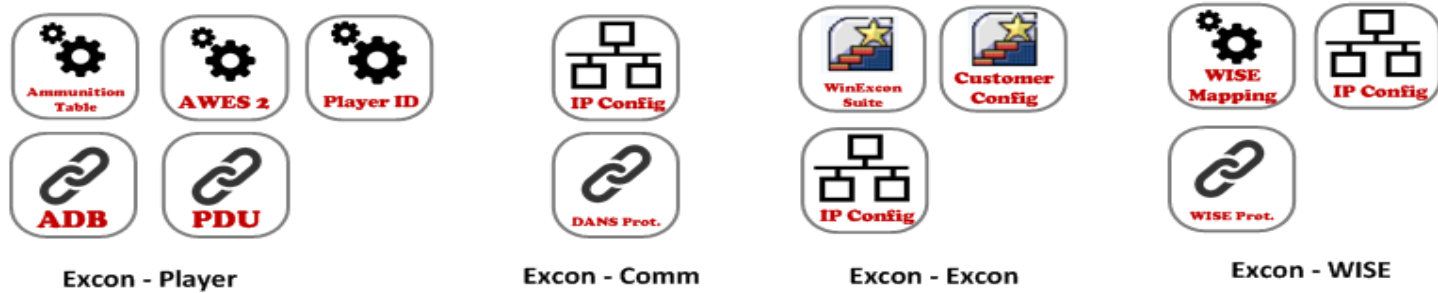 Ammunition
Table
AWES 2
Player ID
ADB
PDU
Excon - Player
IP Config
DANS Prot.
Excon - Comm
WinExcon
Suite
Customer
Config
IP Config
Excon - Excon
WISE
Mapping
IP Config
WISE Prot.
Excon - WISE